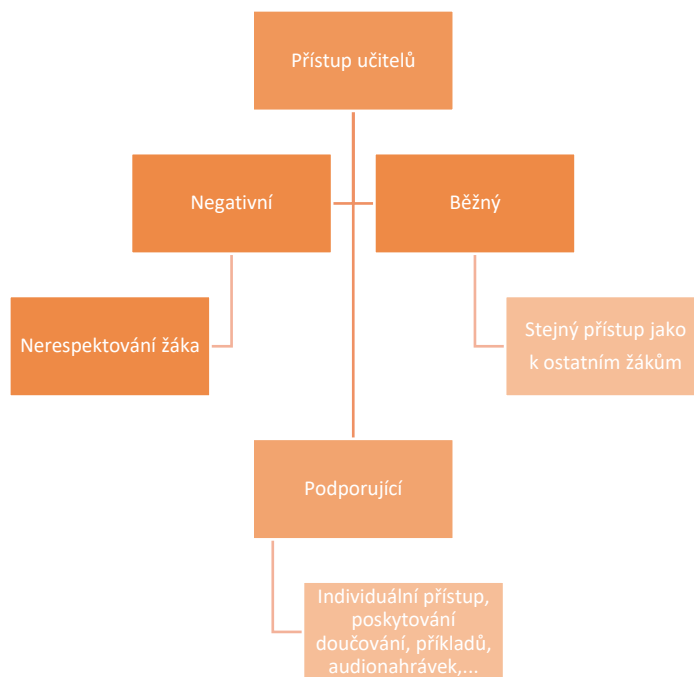 Přístup učitelů
Negativní
Běžný
Nerespektování žáka
Stejný přístup jako
k ostatním žákům
Podporující
Individuální přístup,
poskytování
doučování, příkladů,
audionahrávek,...